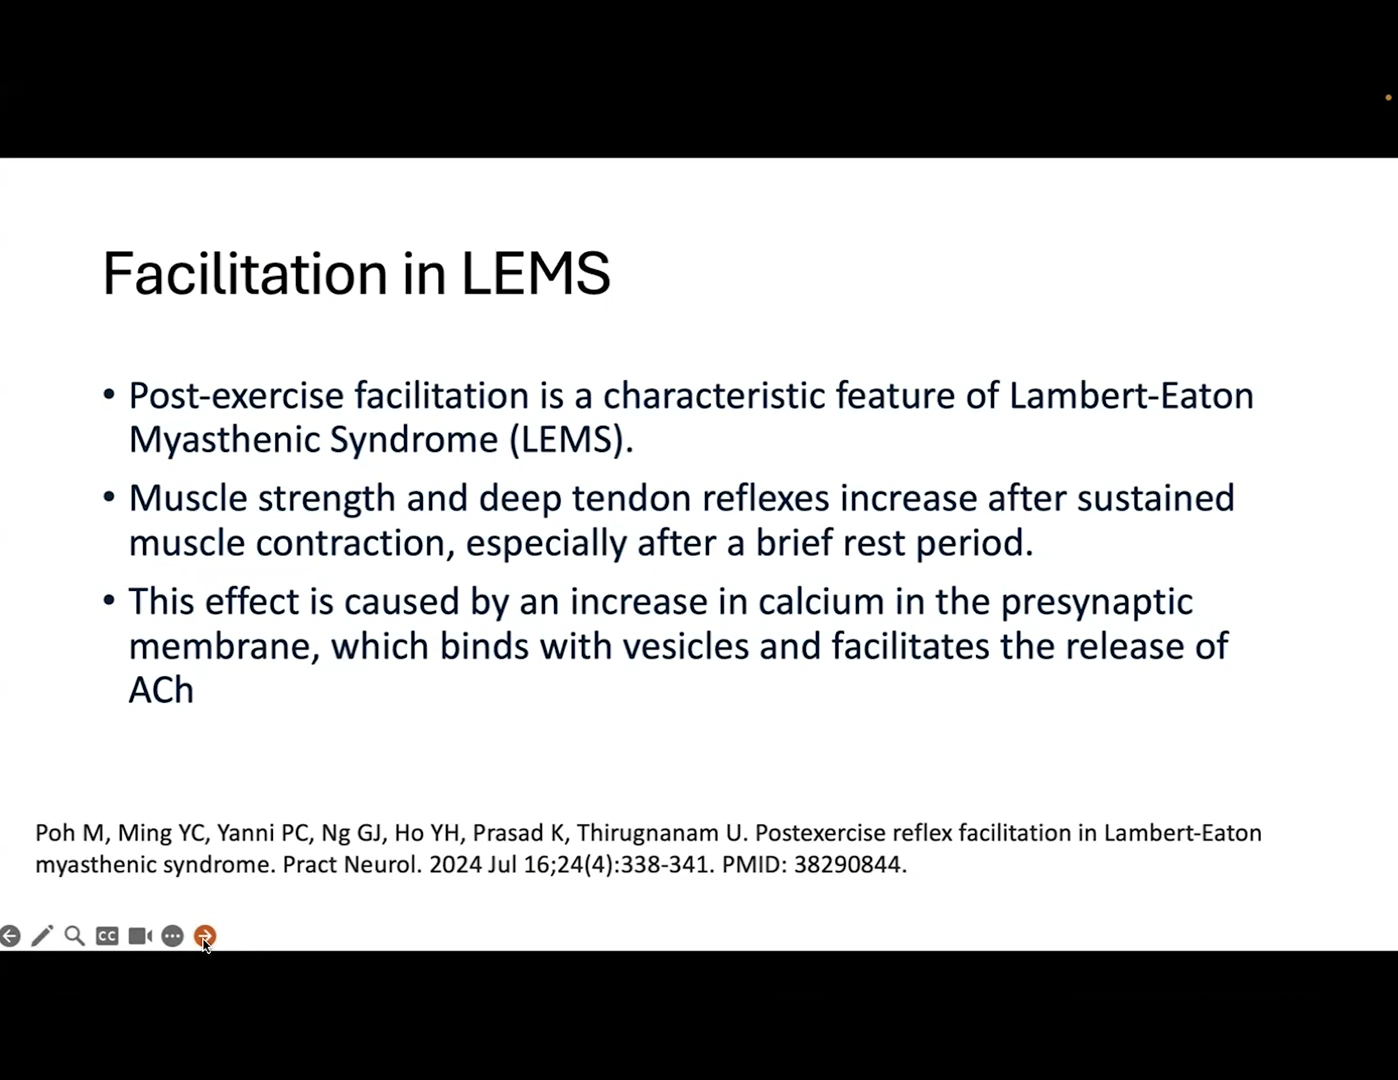 Facilitation in LEMS
• Post-exercise facilitation is a characteristic feature of Lambert-Eaton
Myasthenic Syndrome (LEMS).
• Muscle strength and deep tendon reflexes increase after sustained
muscle contraction, especially after a brief rest period.
• This effect is caused by an increase in calcium in the presynaptic
membrane, which binds with vesicles and facilitates the release of
ACh
Poh M, Ming YC, Yanni PC, Ng GJ, Ho YH, Prasad K, Thirugnanam U. Postexercise reflex facilitation in Lambert-Eaton
myasthenic syndrome. Pract Neurol. 2024 Jul 16;24(4):338-341. PMID: 38290844.
CC